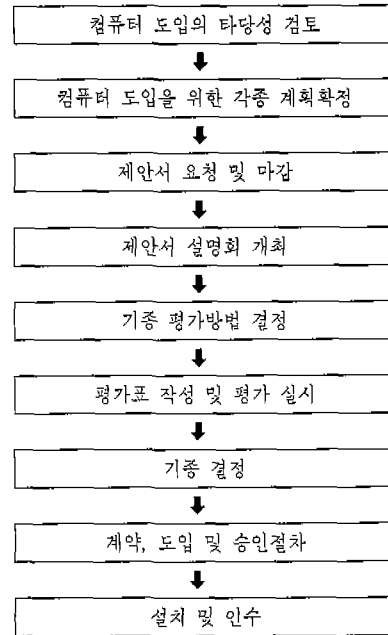 컴퓨터 도입의 타당성 검토
컴퓨터 도입을 위한 각종 계획확정
제안서 요청 및 마감
제안서 설명회 개최
기종 평가방법 결정
평가표 작성 및 평가 실시
기종 결정
계약, 도입 및 승인절차
설치 및 인수